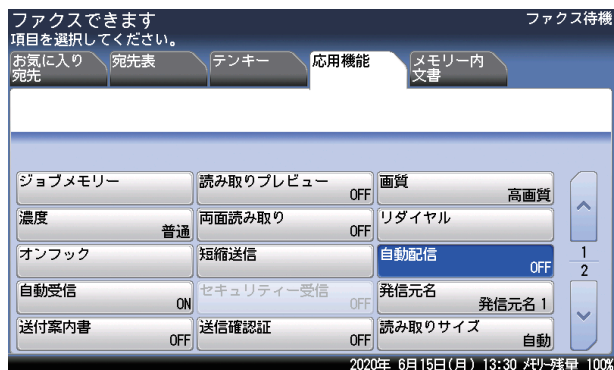 ファクスできます
ファクス待機
項目を選択してください。
お気に入り
宛先
宛先表
テンキー
応用機能
メモリー内
文書
ジョブメモリー
読み取りプレビュー
OFF
画質
高画質
濃度
普通
両面読み取り
OFF
リダイヤル
オンフック
短縮送信
自動配信
OFF
1
2
自動受信
ON
セキュリティー受信
OFF
発信元名
発信元名 1
送付案内書
OFF
送信確認証
OFF
読み取りサイズ
自動
2020年 6月15日(月) 13:30 メモリー残量 100%